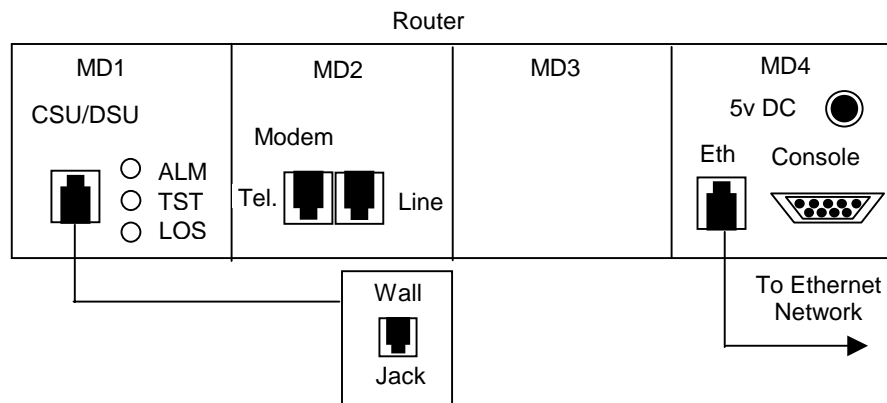 Router
MD1
MD2
MD3
MD4
CSU/DSU
5v DC
Modem
Eth
Console
ALM
TST
LOS
Tel.
Line
Wall
Jack
To Ethernet
Network